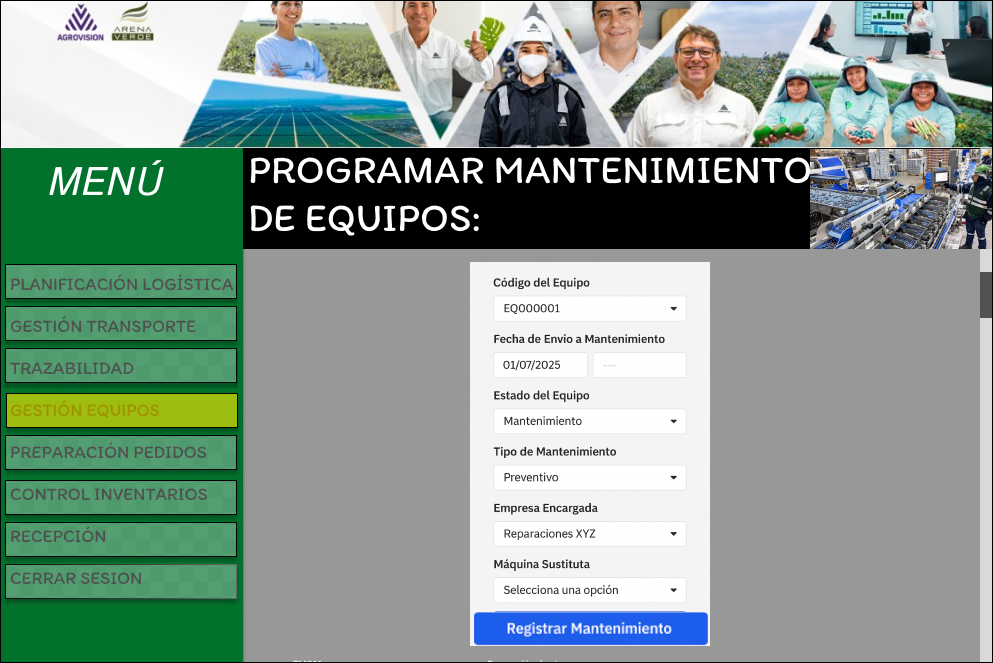 AGROVISION
ARENA
VERDE
MENÚ
PROGRAMAR MANTENIMIENTO
DE EQUIPOS:
PLANIFICACIÓN LOGÍSTICA
GESTIÓN TRANSPORTE
TRAZABILIDAD
GESTIÓN EQUIPOS
PREPARACIÓN PEDIDOS
CONTROL INVENTARIOS
RECEPCIÓN
CERRAR SESION
Código del Equipo
EQ000001
Fecha de Envío a Mantenimiento
01/07/2025
---
Estado del Equipo
Mantenimiento
Tipo de Mantenimiento
Preventivo
Empresa Encargada
Reparaciones XYZ
Máquina Sustituta
Selecciona una opción
Registrar Mantenimiento